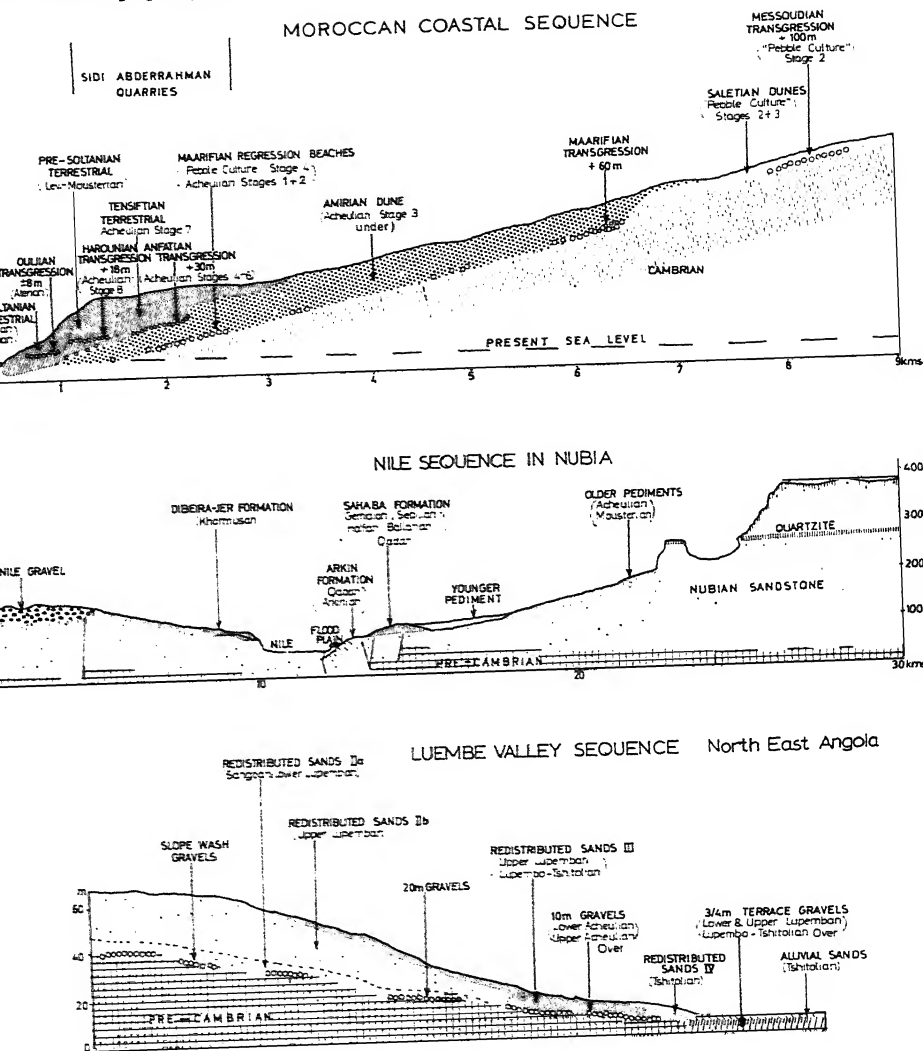 MOROCCAN COASTAL SEQUENCE
MESSOUDIAN
TRANSGRESSION
+ 100m
"Pebble Culture"
Stage 2
SIDI ABDERRAHMAN
QUARRIES
SALETIAN DUNES
"Pebble Culture"
Stages 2+3
MAARIFIAN
TRANSGRESSION
+ 60m
PRE-SOLTANIAN
TERRESTRIAL
MAARIFIAN REGRESSION BEACHES
Pebble Culture Stage 4
Acheulian Stages 1+2
TENSIFTIAN
TERRESTRIAL
Acheulian Stage 7
AMIRIAN DUNE
(Acheulian Stage 3
under)
HAROUNIAN
+18m
(Acheulian
Stage 8
ANFATIAN TRANSGRESSION
+30m
(Acheulian Stages 4-6)
OULJIAN
TRANSGRESSION
±8m
(Aterian)
CAMBRIAN
PRESENT SEA LEVEL
1 2 3 4 5 6 7 8 9kms
NILE SEQUENCE IN NUBIA
400
DIBEIRA-JER FORMATION
(Khormusan
SAHABA FORMATION
Qadan
OLDER PEDIMENTS
(Acheulian)
(Mousterian)
QUARTZITE
300
NILE GRAVEL
ARKIN
FORMATION
YOUNGER
PEDIMENT
NUBIAN SANDSTONE
200
100
NILE
FLOOD
PLAIN
PRE-CAMBRIAN
10 20 30kms
LUEMBE VALLEY SEQUENCE North East Angola
REDISTRIBUTED SANDS IIa
Sangoan/Lower Lupemban
REDISTRIBUTED SANDS IIb
(Upper Lupemban
SLOPE WASH
GRAVELS
REDISTRIBUTED SANDS III
(Upper Lupemban)
Lupembo-Tshitolian
20m GRAVELS
m
60
10m GRAVELS
Lower Acheulian
(Upper Acheulian)
Over
3/4m TERRACE GRAVELS
(Lower & Upper Lupemban)
Lupembo-Tshitolian Over
REDISTRIBUTED
SANDS IV
(Tshitolian)
ALLUVIAL SANDS
(Tshitolian)
40
20
PRE-CAMBRIAN
0